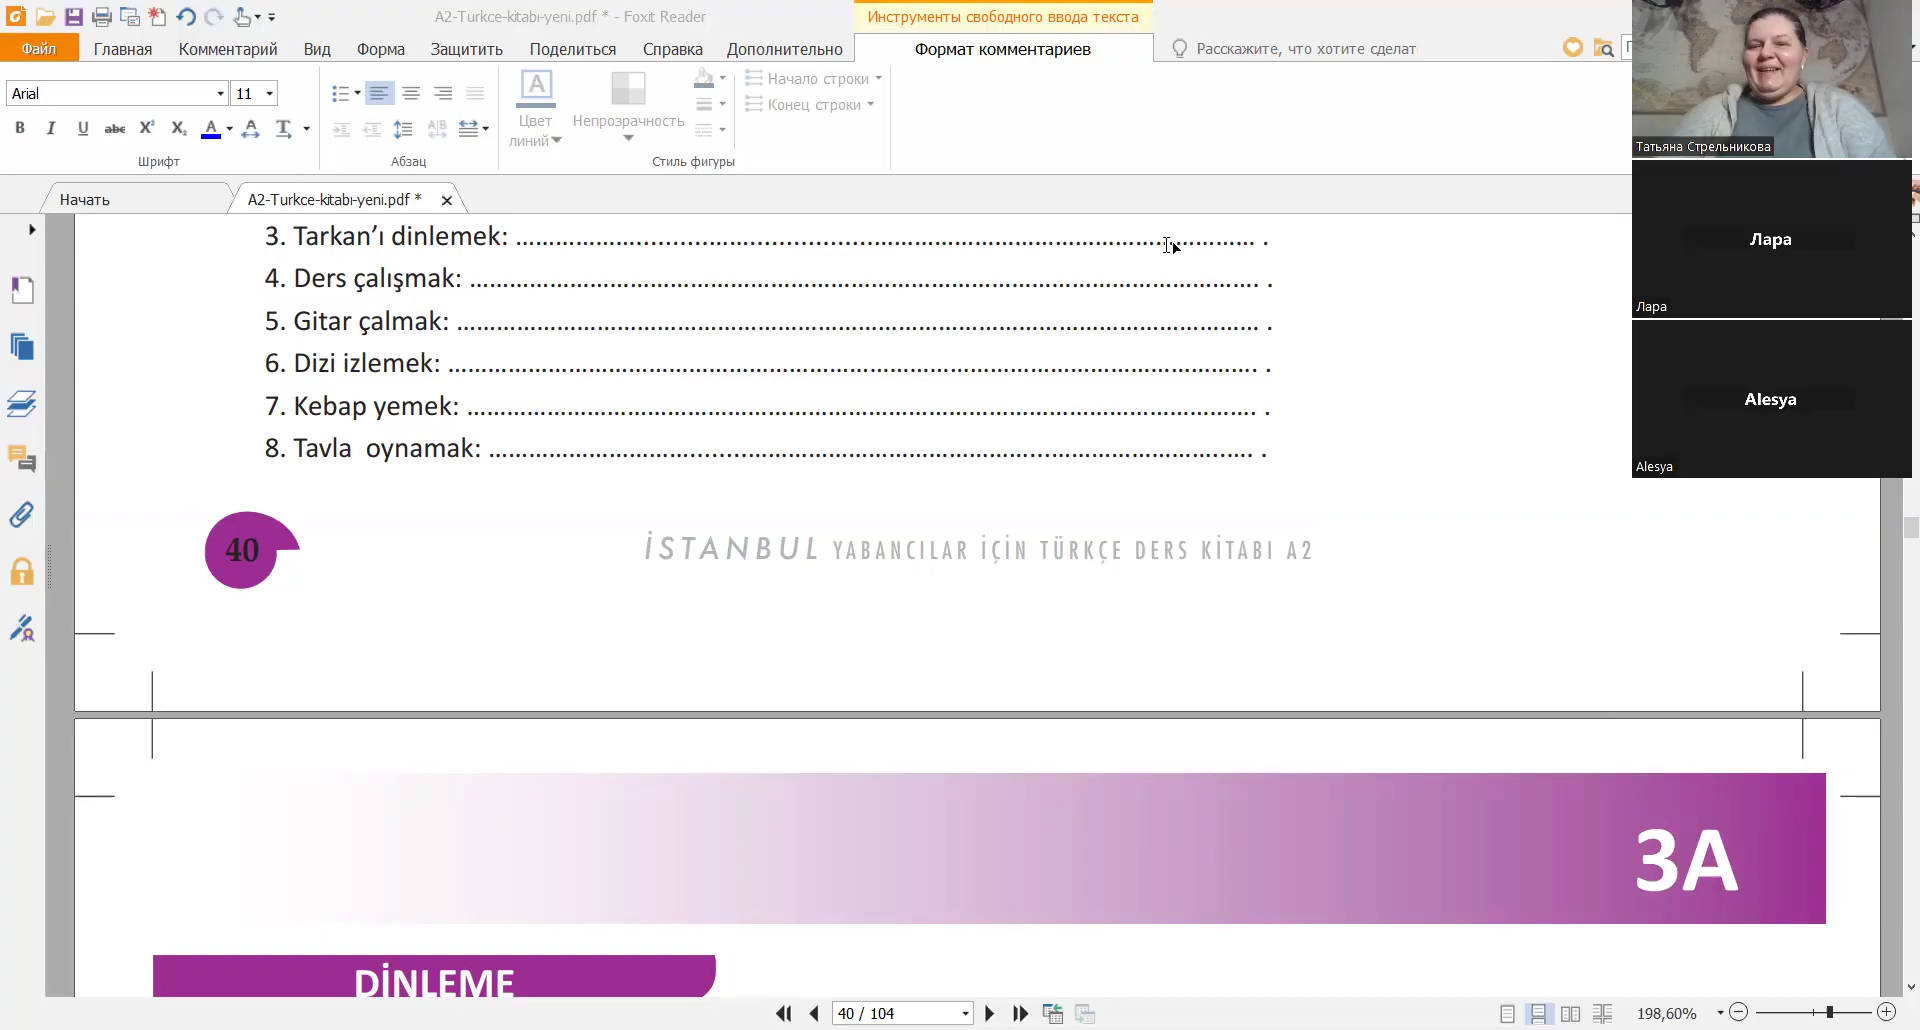 A2-Turkce-kitabı-yeni.pdf * - Foxit Reader
Инструменты свободного ввода текста
Файл
Главная
Комментарий
Вид
Форма
Защитить
Поделиться
Справка
Дополнительно
Формат комментариев
Расскажите, что хотите сделат
Arial
11
Шрифт
Абзац
Цвет линий
Непрозрачность
Начало строки
Конец строки
Стиль фигуры
Начать
A2-Turkce-kitabı-yeni.pdf *
3. Tarkan’ı dinlemek: ........................................................................ .
4. Ders çalışmak: ........................................................................ .
5. Gitar çalmak: ........................................................................ .
6. Dizi izlemek: ........................................................................ .
7. Kebap yemek: ........................................................................ .
8. Tavla oynamak: ........................................................................ .
40
İSTANBUL YABANCILAR İÇİN TÜRKÇE DERS KİTABI A2
3A
DİNLEME
40 / 104
198,60%
Татьяна Стрельникова
Лара
Лара
Alesya
Alesya